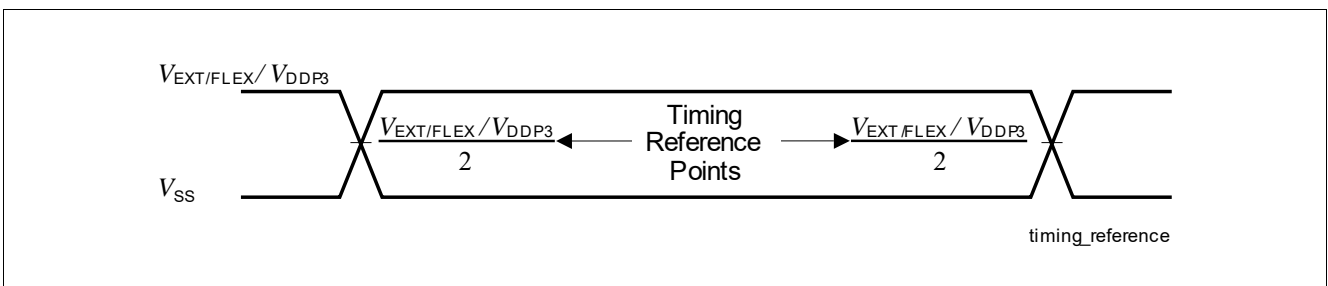 VEXT/FLEX / VDDP3
Timing
VEXT/FLEX / VDDP3 Reference VEXT/FLEX / VDDP3
2 Points 2
VSS
timing_reference